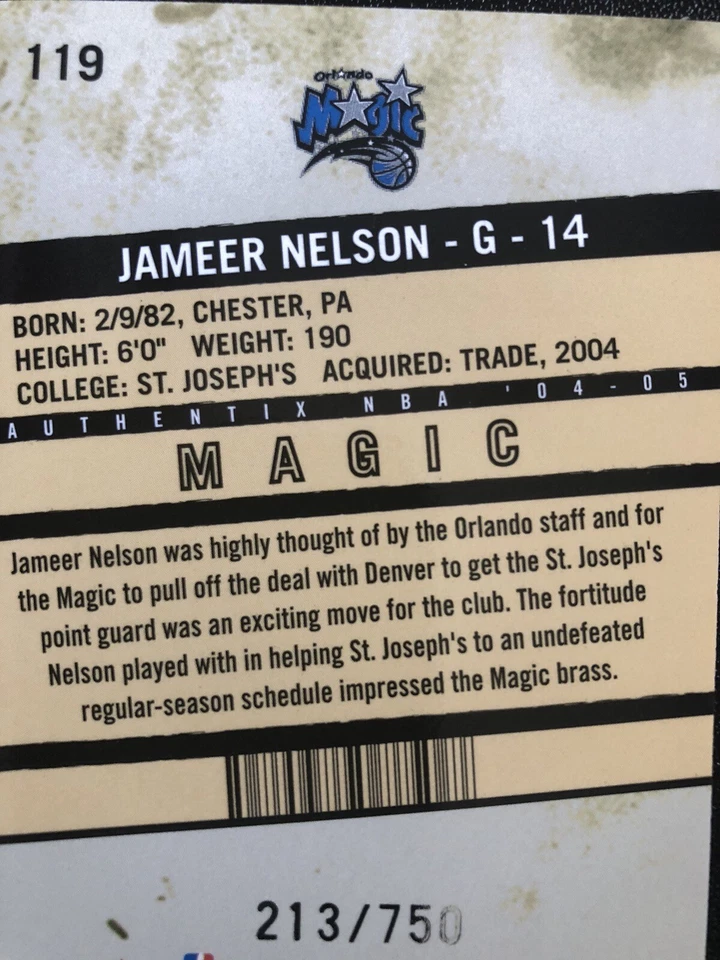 119
Orlando
Magic
JAMEER NELSON - G - 14
BORN: 2/9/82, CHESTER, PA
HEIGHT: 6'0" WEIGHT: 190
COLLEGE: ST. JOSEPH'S ACQUIRED: TRADE, 2004
AUTHENTIX NBA '04-05
MAGIC
Jameer Nelson was highly thought of by the Orlando staff and for
the Magic to pull off the deal with Denver to get the St. Joseph's
point guard was an exciting move for the club. The fortitude
Nelson played with in helping St. Joseph's to an undefeated
regular-season schedule impressed the Magic brass.
213/750